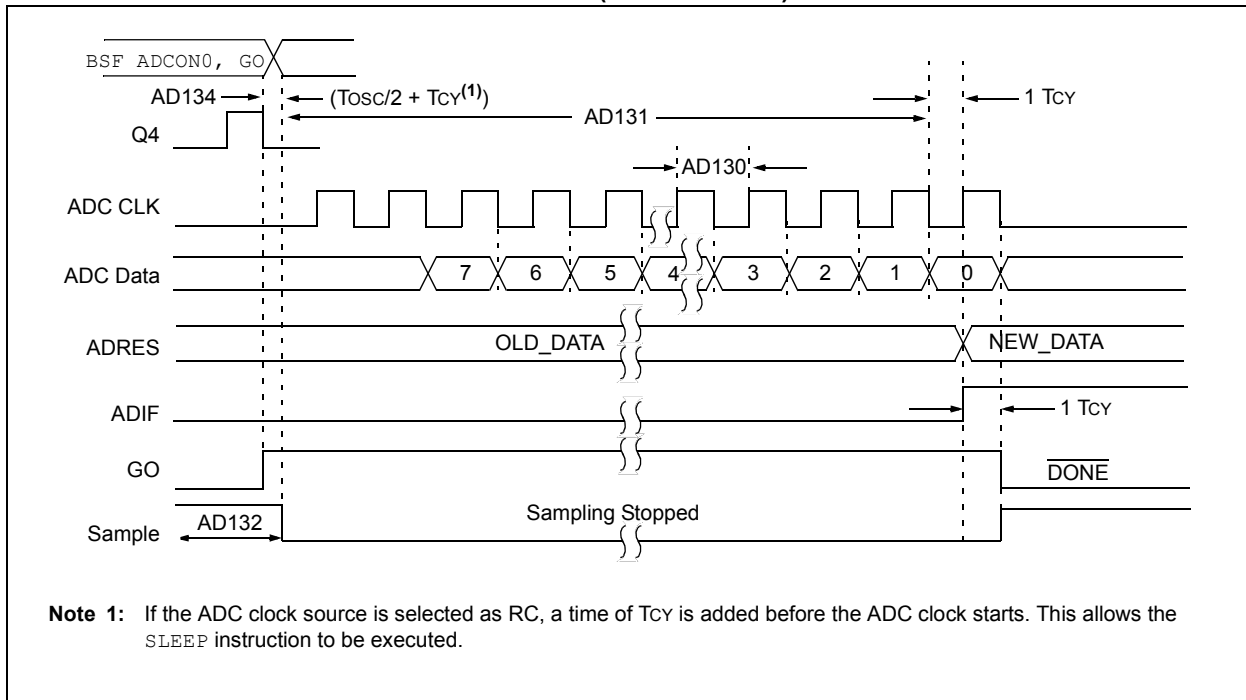 BSF ADCON0, GO
AD134
(TOSC/2 + TCY(1))
1 TCY
AD131
Q4
AD130
ADC CLK
ADC Data
7 6 5 4 3 2 1 0
ADRES
OLD_DATA
NEW_DATA
ADIF
1 TCY
GO
DONE
Sample
AD132
Sampling Stopped
Note 1: If the ADC clock source is selected as RC, a time of TCY is added before the ADC clock starts. This allows the
SLEEP instruction to be executed.